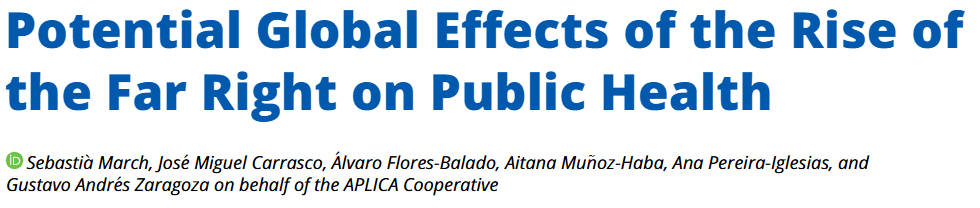 Potential Global Effects of the Rise of
the Far Right on Public Health
iD Sebastià March, José Miguel Carrasco, Álvaro Flores-Balado, Aitana Muñoz-Haba, Ana Pereira-Iglesias, and
Gustavo Andrés Zaragoza on behalf of the APLICA Cooperative